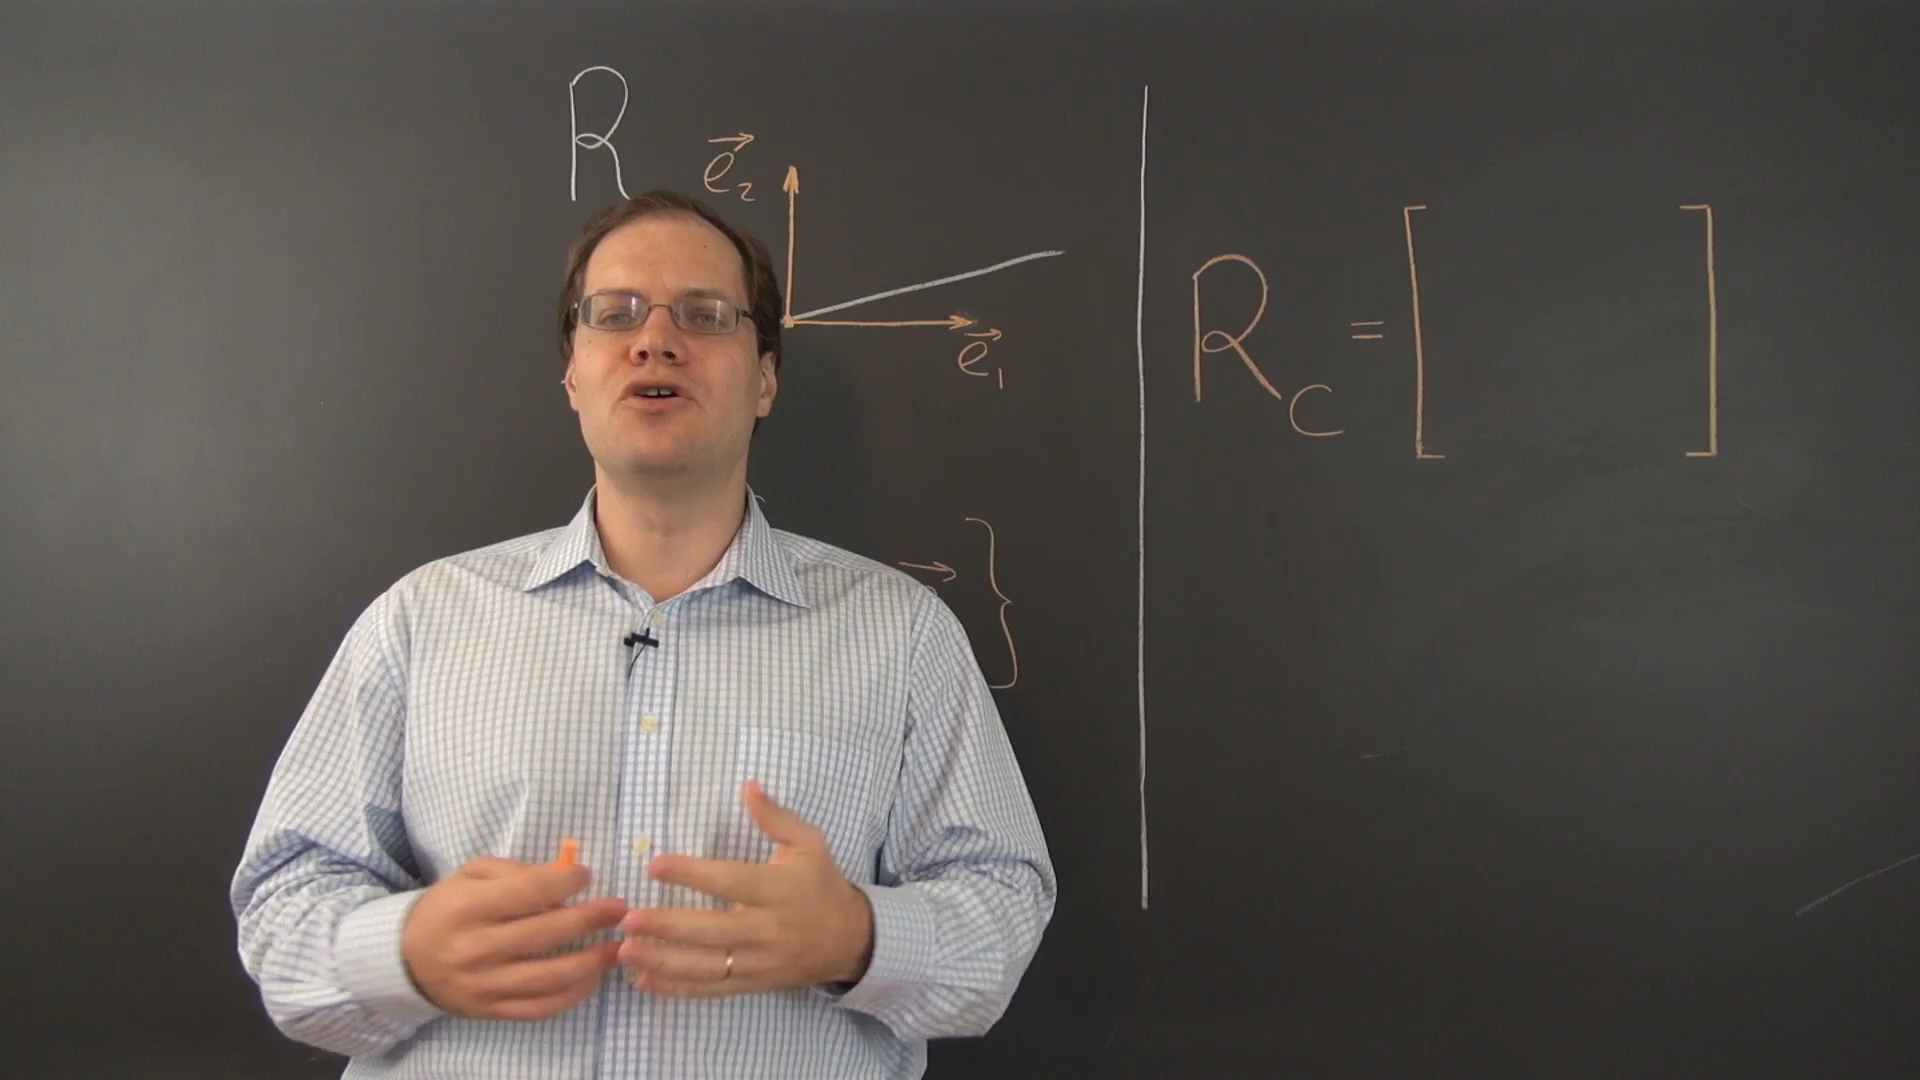 R
e⃗₂
e⃗₁
}
R_C = [ ]